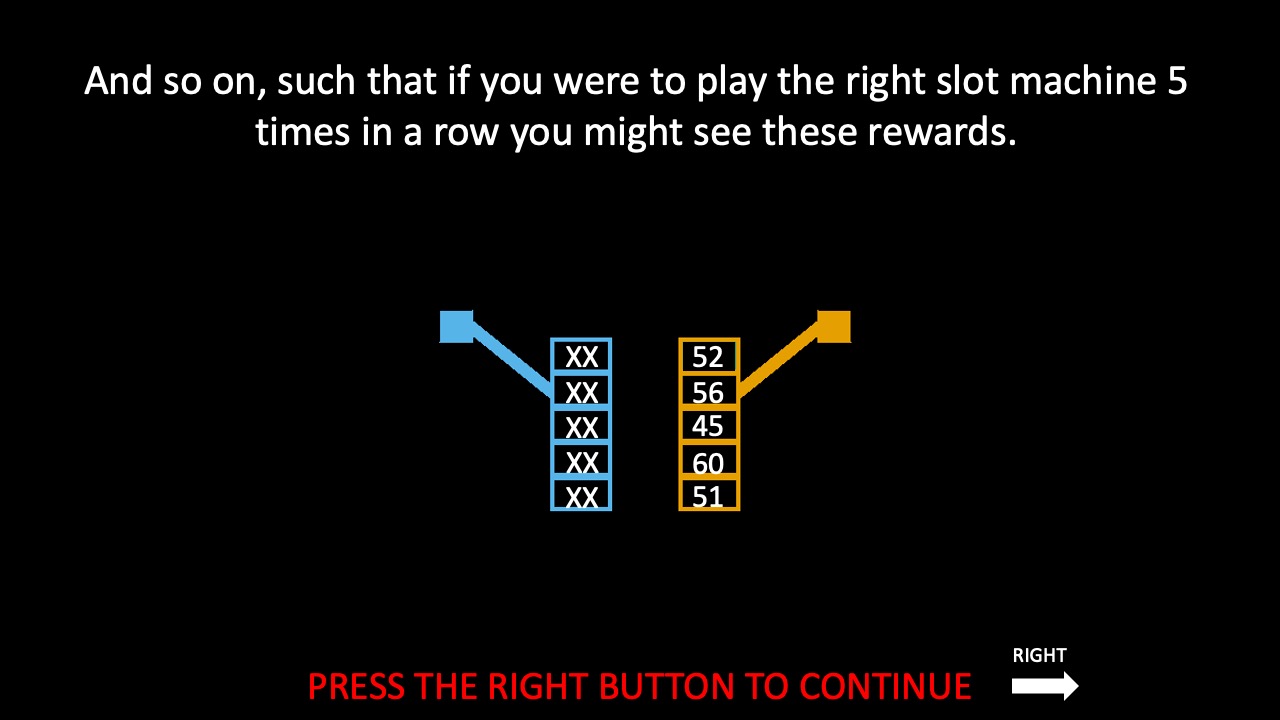 And so on, such that if you were to play the right slot machine 5
times in a row you might see these rewards.
XX 52
XX 56
XX 45
XX 60
XX 51
RIGHT
PRESS THE RIGHT BUTTON TO CONTINUE